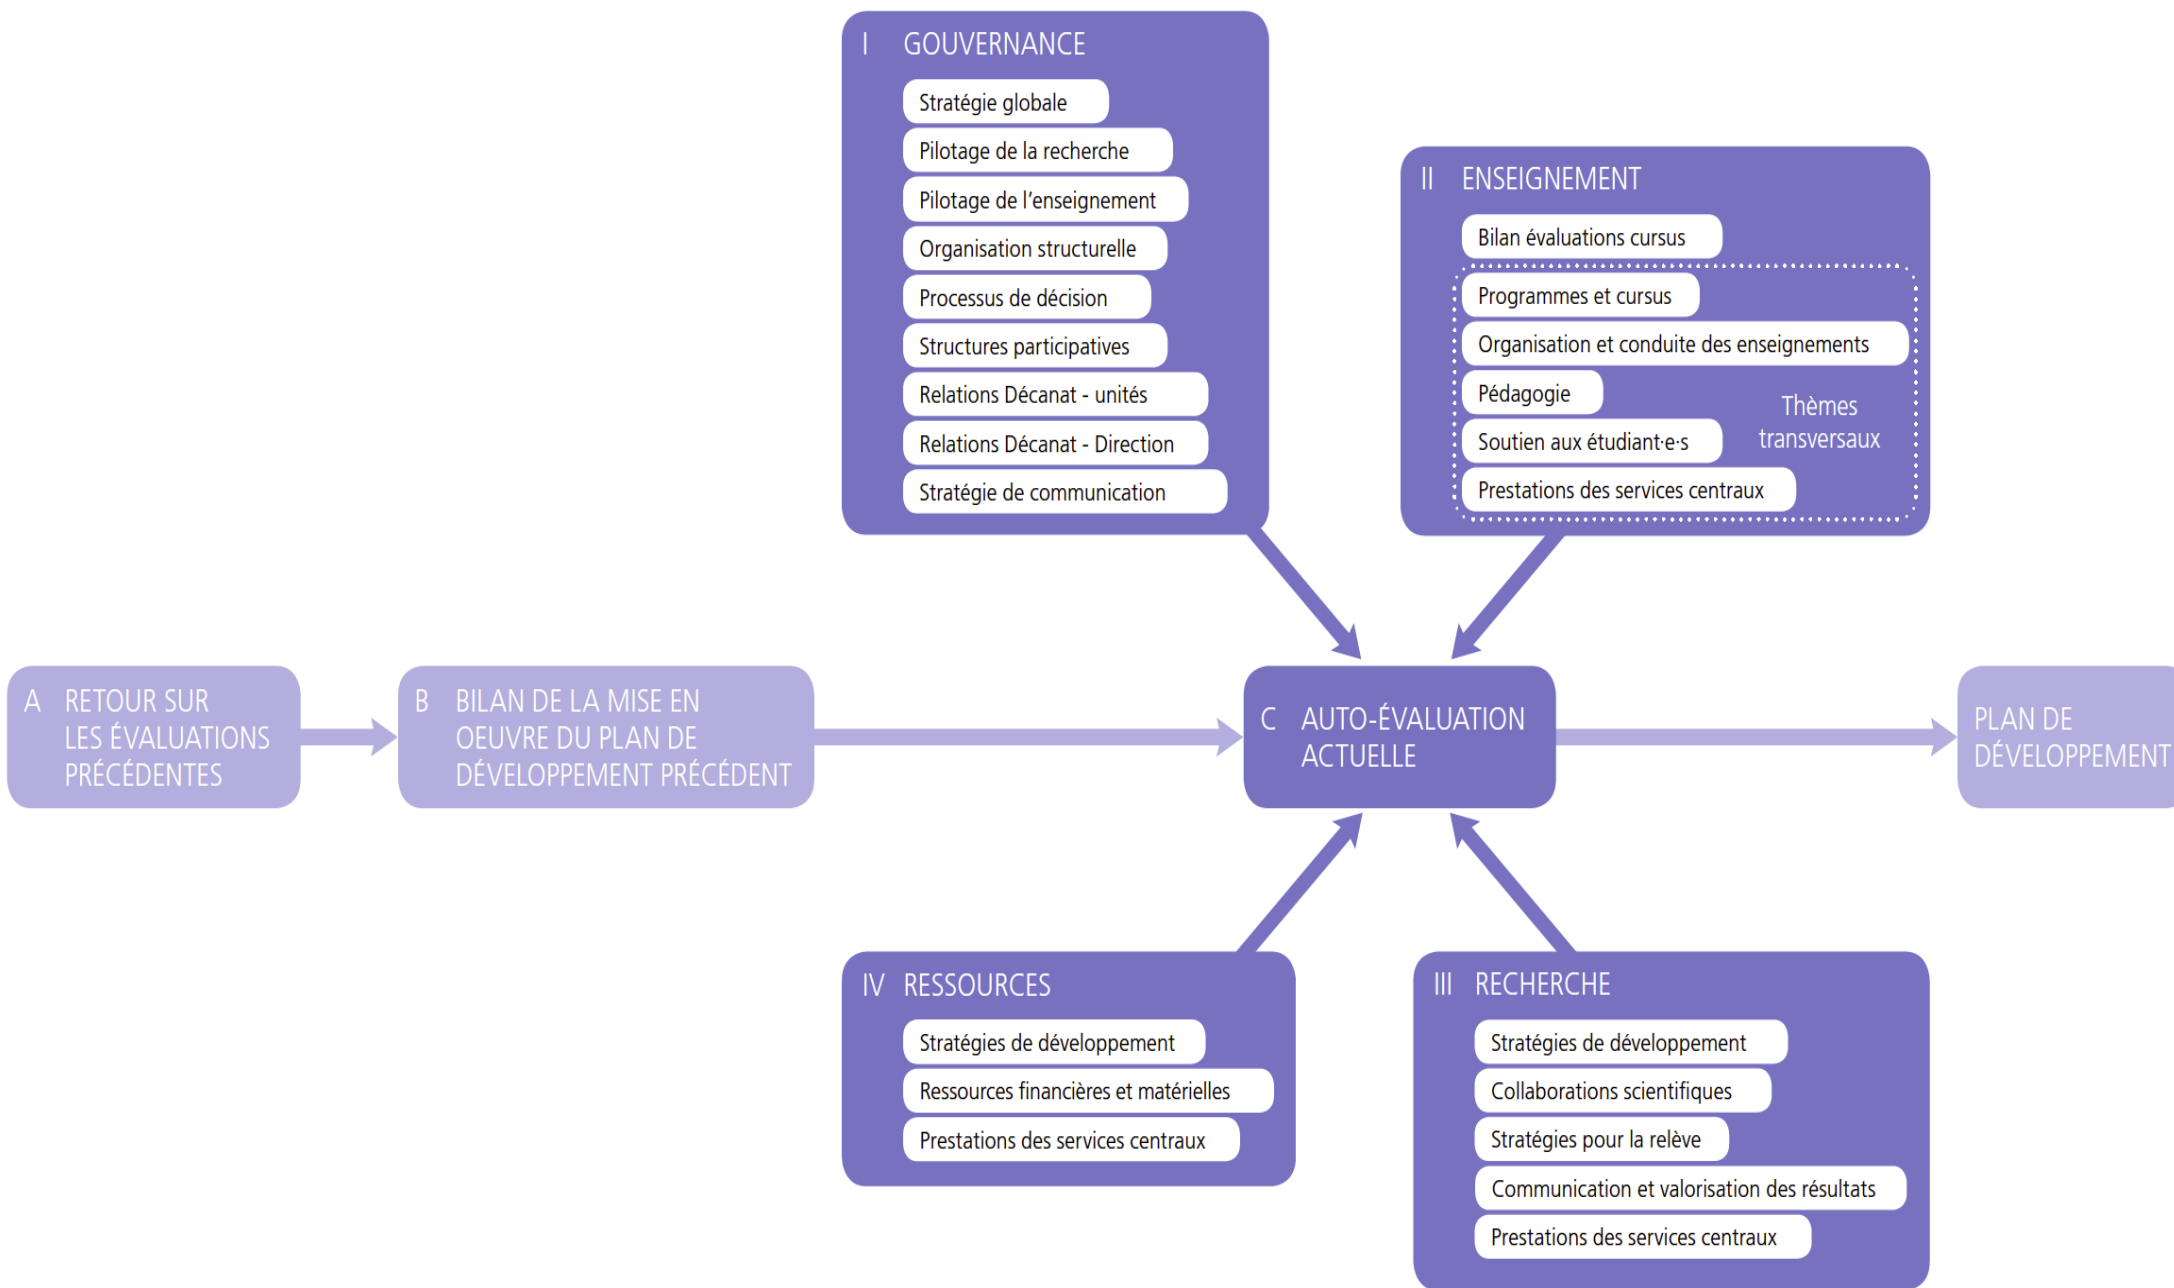 I GOUVERNANCE
Stratégie globale
Pilotage de la recherche
Pilotage de l’enseignement
Organisation structurelle
Processus de décision
Structures participatives
Relations Décanat - unités
Relations Décanat - Direction
Stratégie de communication
II ENSEIGNEMENT
Bilan évaluations cursus
Programmes et cursus
Organisation et conduite des enseignements
Pédagogie
Soutien aux étudiant·e·s
Prestations des services centraux
Thèmes
transversaux
A RETOUR SUR
LES ÉVALUATIONS
PRÉCÉDENTES
B BILAN DE LA MISE EN
OEUVRE DU PLAN DE
DÉVELOPPEMENT PRÉCÉDENT
C AUTO-ÉVALUATION
ACTUELLE
PLAN DE
DÉVELOPPEMENT
IV RESSOURCES
Stratégies de développement
Ressources financières et matérielles
Prestations des services centraux
III RECHERCHE
Stratégies de développement
Collaborations scientifiques
Stratégies pour la relève
Communication et valorisation des résultats
Prestations des services centraux